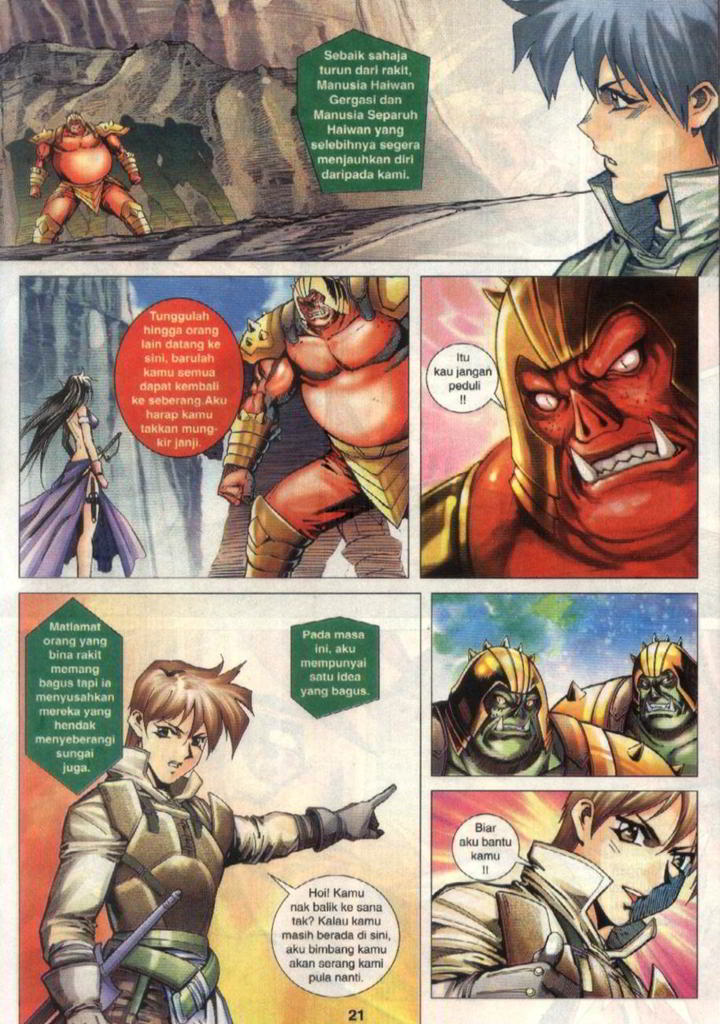 Sebaik sahaja
turun dari rakit,
Manusia Haiwan
Gergasi dan
Manusia Separuh
Haiwan yang
selebihnya segera
menjauhkan diri
daripada kami.
Tunggulah
hingga orang
lain datang ke
sini, barulah
kamu semua
dapat kembali
ke seberang.Aku
harap kamu
takkan mung-
kir janji.
Itu
kau jangan
peduli
!!
Matlamat
orang yang
bina rakit
memang
bagus tapi ia
menyusahkan
mereka yang
hendak
menyeberangi
sungai
juga.
Pada masa
ini, aku
mempunyai
satu idea
yang bagus.
Hoi! Kamu
nak balik ke sana
tak? Kalau kamu
masih berada di sini,
aku bimbang kamu
akan serang kami
pula nanti.
Biar
aku bantu
kamu
!!
21